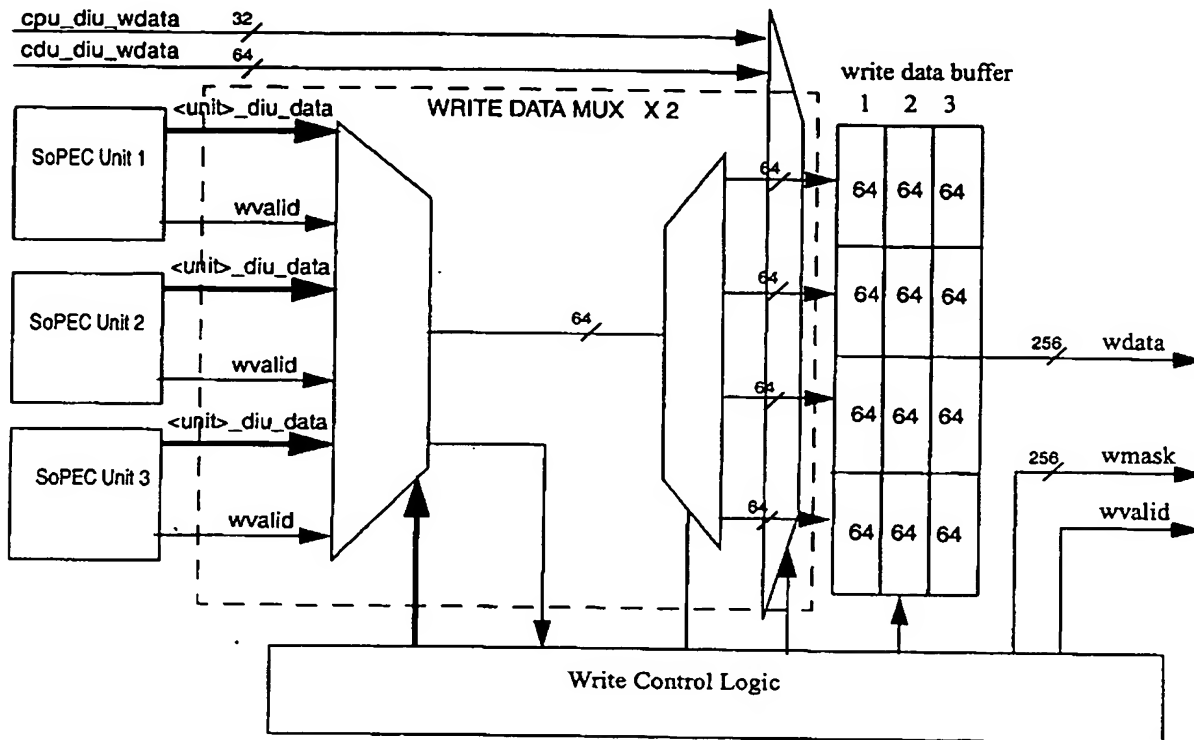 cpu_diu_wdata 32
cdu_diu_wdata 64
write data buffer
1 2 3
WRITE DATA MUX X 2
<unit>_diu_data
SoPEC Unit 1
wvalid
<unit>_diu_data
SoPEC Unit 2
wvalid
<unit>_diu_data
SoPEC Unit 3
wvalid
64
64
64
64
64
64 64 64
64 64 64
64 64 64
64 64 64
256 wdata
256 wmask
wvalid
Write Control Logic